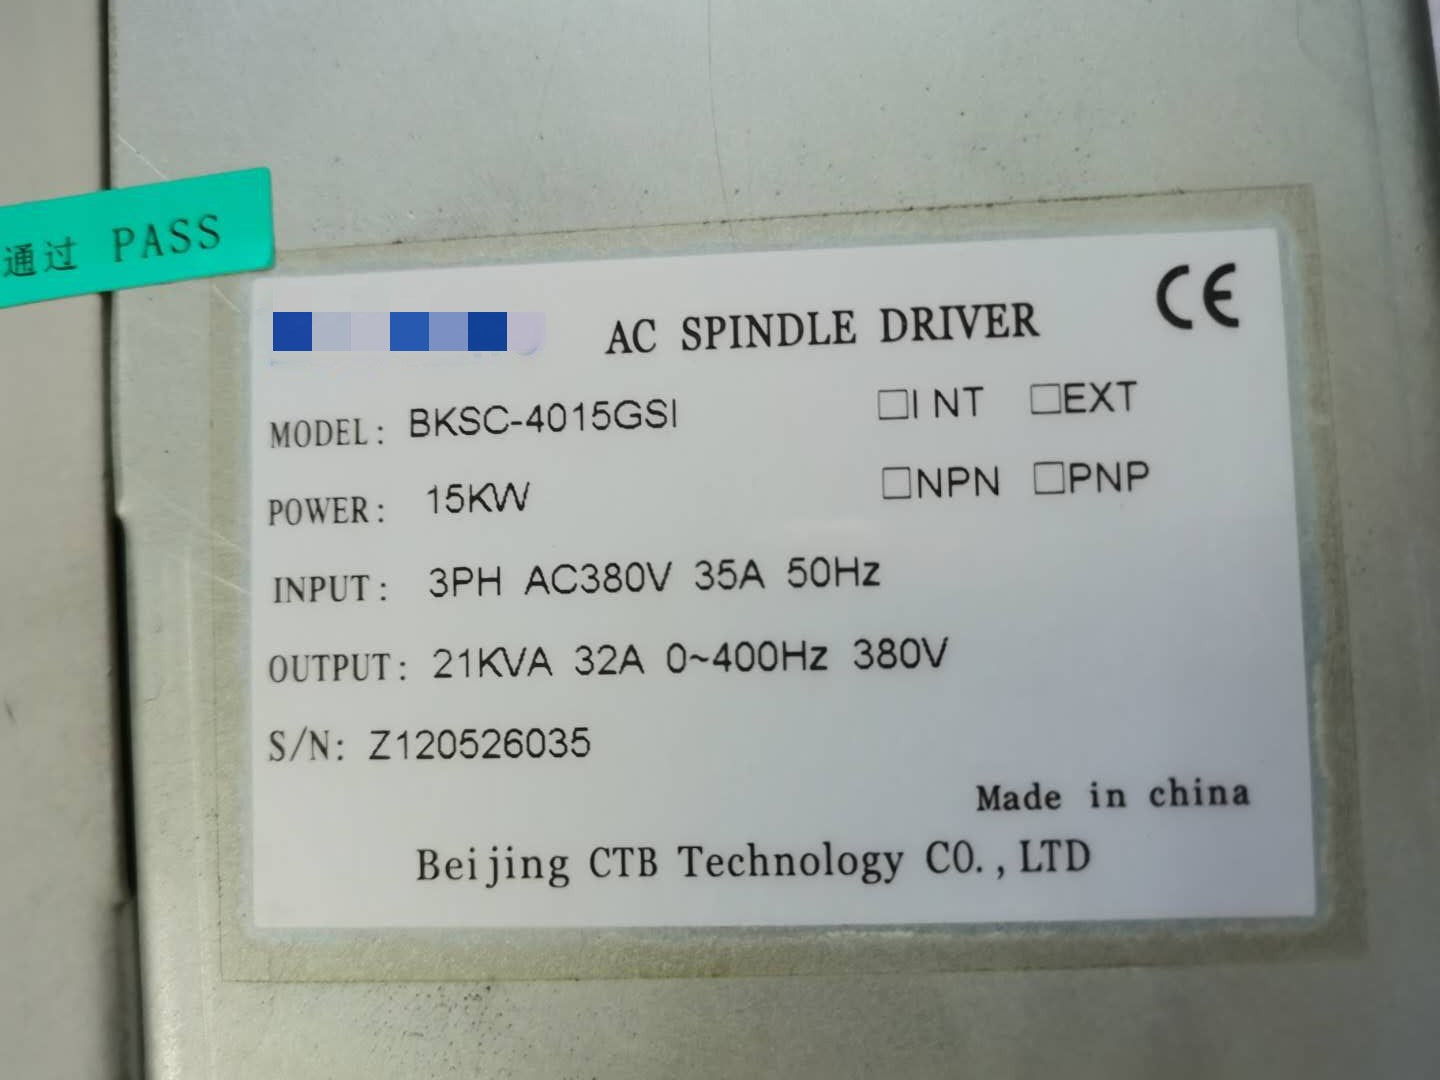 通过 PASS
AC SPINDLE DRIVER CE
MODEL: BKSC-4015GSI □INT □EXT
POWER: 15KW □NPN □PNP
INPUT: 3PH AC380V 35A 50Hz
OUTPUT: 21KVA 32A 0~400Hz 380V
S/N: Z120526035
Made in china
Beijing CTB Technology CO.,LTD